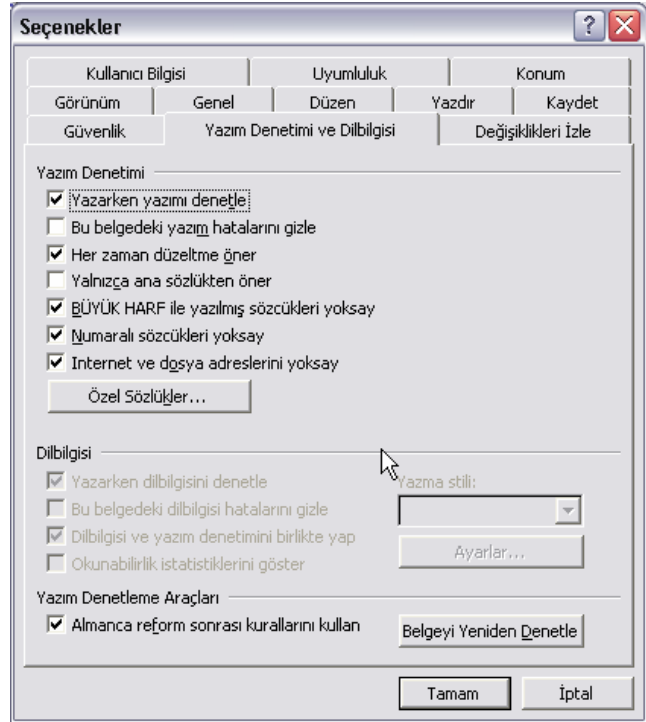 Seçenekler
Kullanıcı Bilgisi Uyumluluk Konum
Görünüm Genel Düzen Yazdır Kaydet
Güvenlik Yazım Denetimi ve Dilbilgisi Değişiklikleri İzle
Yazım Denetimi
Yazarken yazımı denetle
Bu belgedeki yazım hatalarını gizle
Her zaman düzeltme öner
Yalnızca ana sözlükten öner
BÜYÜK HARF ile yazılmış sözcükleri yoksay
Numaralı sözcükleri yoksay
Internet ve dosya adreslerini yoksay
Özel Sözlükler...
Dilbilgisi
Yazarken dilbilgisini denetle Yazma stili:
Bu belgedeki dilbilgisi hatalarını gizle
Dilbilgisi ve yazım denetimini birlikte yap
Ayarlar...
Okunabilirlik istatistiklerini göster
Yazım Denetleme Araçları
Almanca reform sonrası kurallarını kullan Belgeyi Yeniden Denetle
Tamam İptal